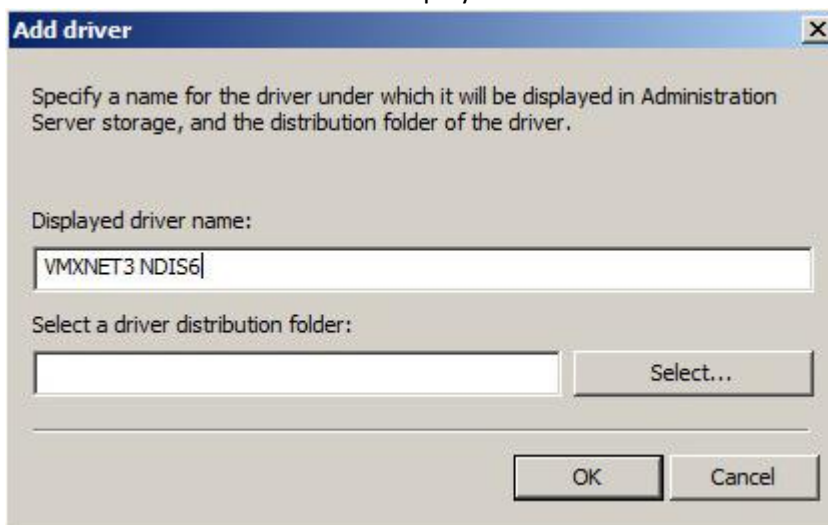 Add driver
Specify a name for the driver under which it will be displayed in Administration
Server storage, and the distribution folder of the driver.
Displayed driver name:
VMXNET3 NDIS6
Select a driver distribution folder:
Select...
OK Cancel